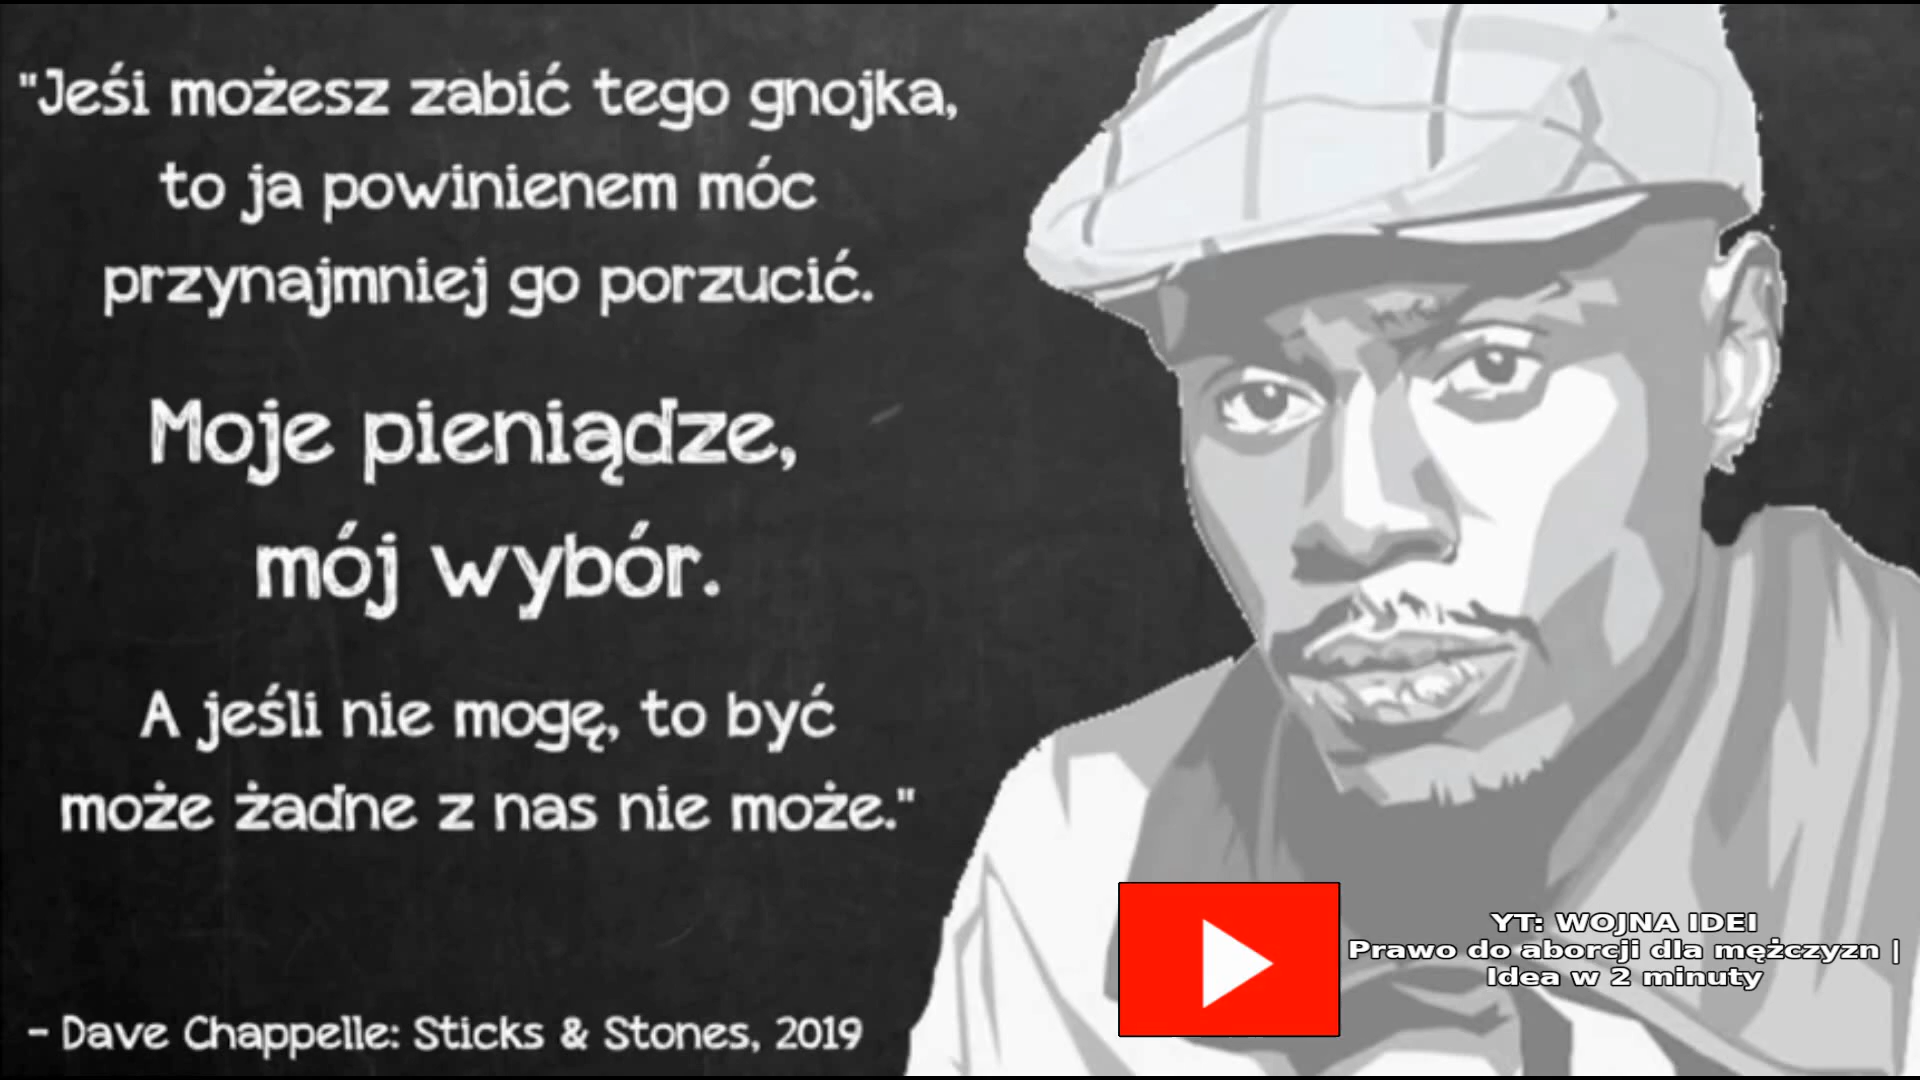 "Jeśi możesz zabić tego gnojka,
to ja powinienem móc
przynajmniej go porzucić.
Moje pieniądze,
mój wybór.
A jeśli nie mogę, to być
może żadne z nas nie może."
- Dave Chappelle: Sticks & Stones, 2019
YT: WOJNA IDEI
Prawo do aborcji dla mężczyzn |
Idea w 2 minuty